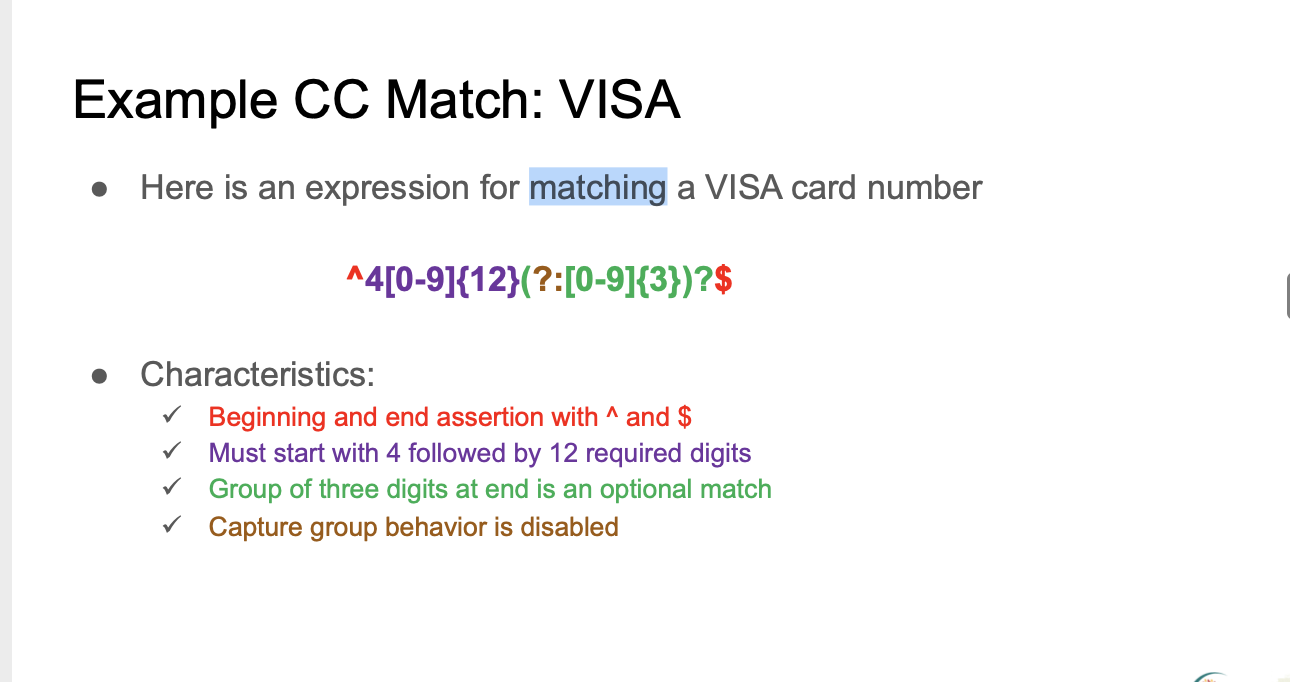 Example CC Match: VISA
● Here is an expression for matching a VISA card number
^4[0-9]{12}(?:[0-9]{3})?$
● Characteristics:
✓ Beginning and end assertion with ^ and $
✓ Must start with 4 followed by 12 required digits
✓ Group of three digits at end is an optional match
✓ Capture group behavior is disabled